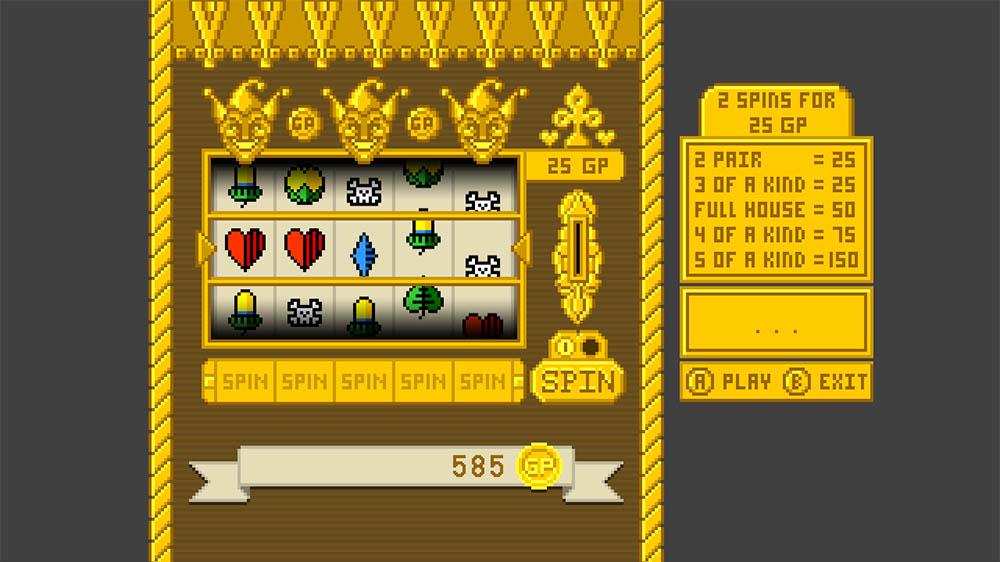 GP GP
25 GP
SPIN SPIN SPIN SPIN SPIN
1
SPIN
585 GP
2 SPINS FOR
25 GP
2 PAIR = 25
3 OF A KIND = 25
FULL HOUSE = 50
4 OF A KIND = 75
5 OF A KIND = 150
...
A PLAY B EXIT